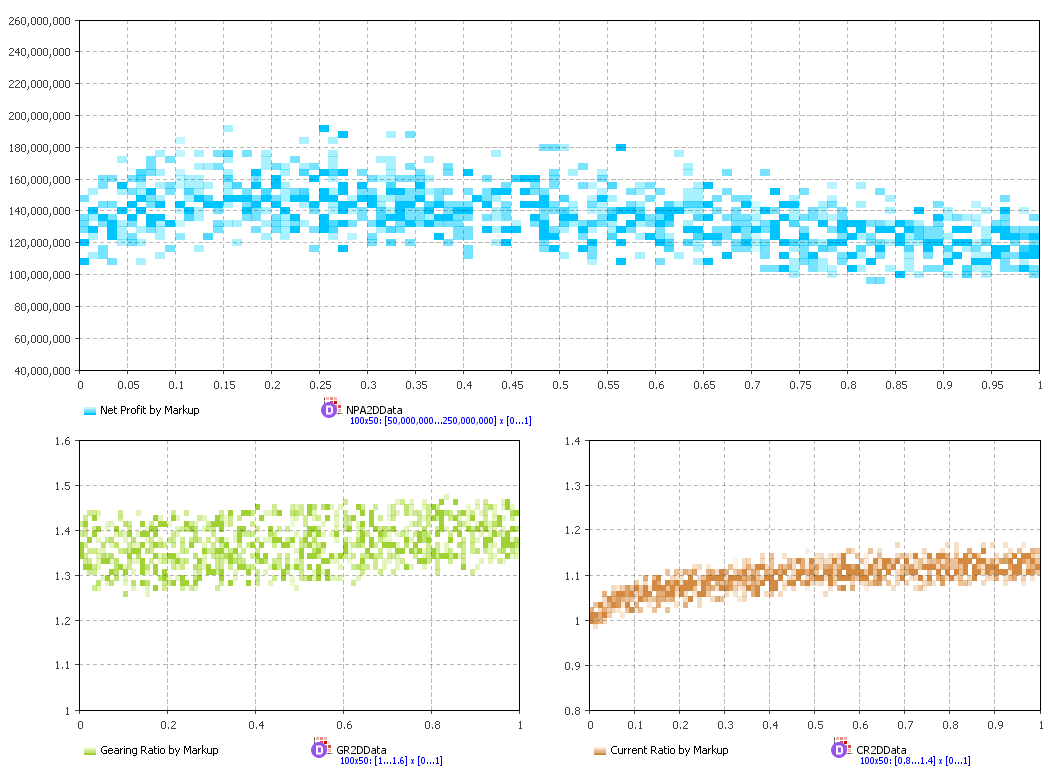 260,000,000
240,000,000
220,000,000
200,000,000
180,000,000
160,000,000
140,000,000
120,000,000
100,000,000
80,000,000
60,000,000
40,000,000
0 0.05 0.1 0.15 0.2 0.25 0.3 0.35 0.4 0.45 0.5 0.55 0.6 0.65 0.7 0.75 0.8 0.85 0.9 0.95 1
Net Profit by Markup
D NPA2DData
100x50: [50,000,000...250,000,000] x [0...1]
1.6
1.5
1.4
1.3
1.2
1.1
1
0 0.2 0.4 0.6 0.8 1
Gearing Ratio by Markup
D GR2DData
100x50: [1...1.6] x [0...1]
1.4
1.3
1.2
1.1
1
0.9
0.8
0 0.1 0.2 0.3 0.4 0.5 0.6 0.7 0.8 0.9 1
Current Ratio by Markup
D CR2DData
100x50: [0.8...1.4] x [0...1]